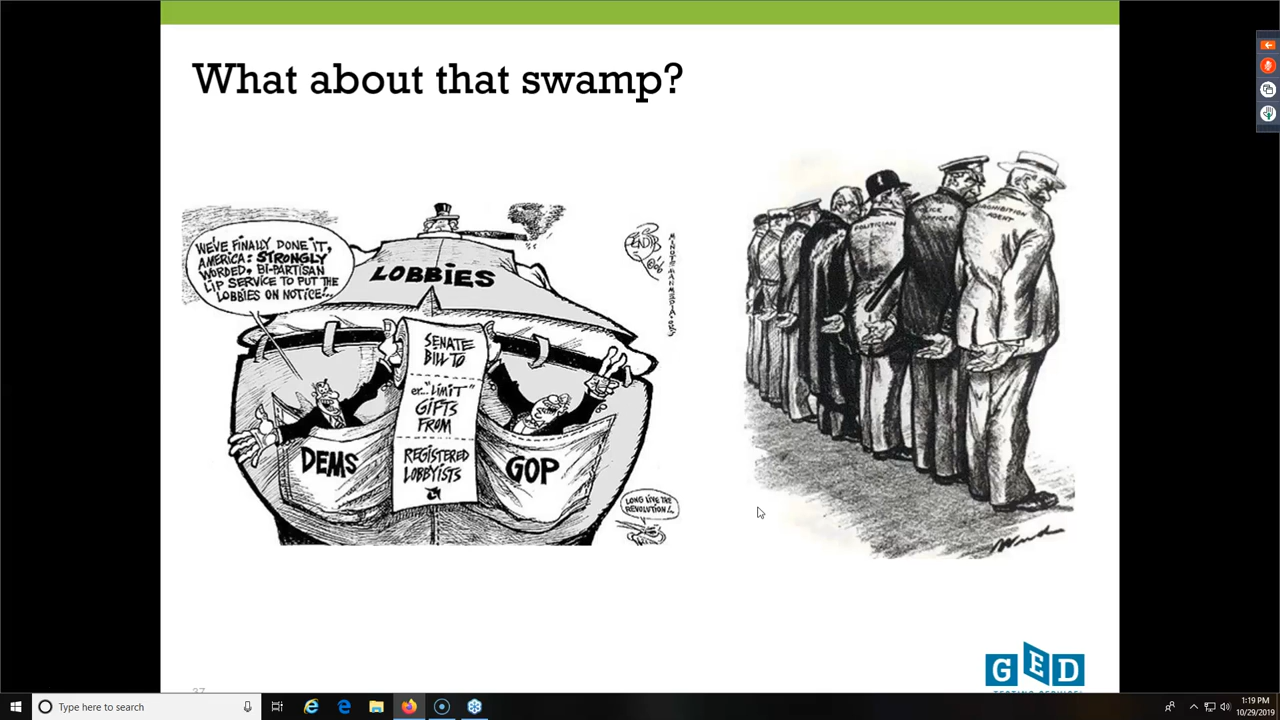 What about that swamp?
WE'VE FINALLY DONE IT,
AMERICA: STRONGLY
WORDED, BI-PARTISAN
LIP SERVICE TO PUT THE
LOBBIES ON NOTICE!...
LOBBIES
SENATE
BILL TO
er..."LIMIT"
GIFTS
FROM
REGISTERED
LOBBYISTS
DEMS
GOP
LONG LIVE THE
REVOLUTION!..
POLITICIAN
PROHIBITION
AGENT
GED
37
Type here to search
1:19 PM
10/29/2019